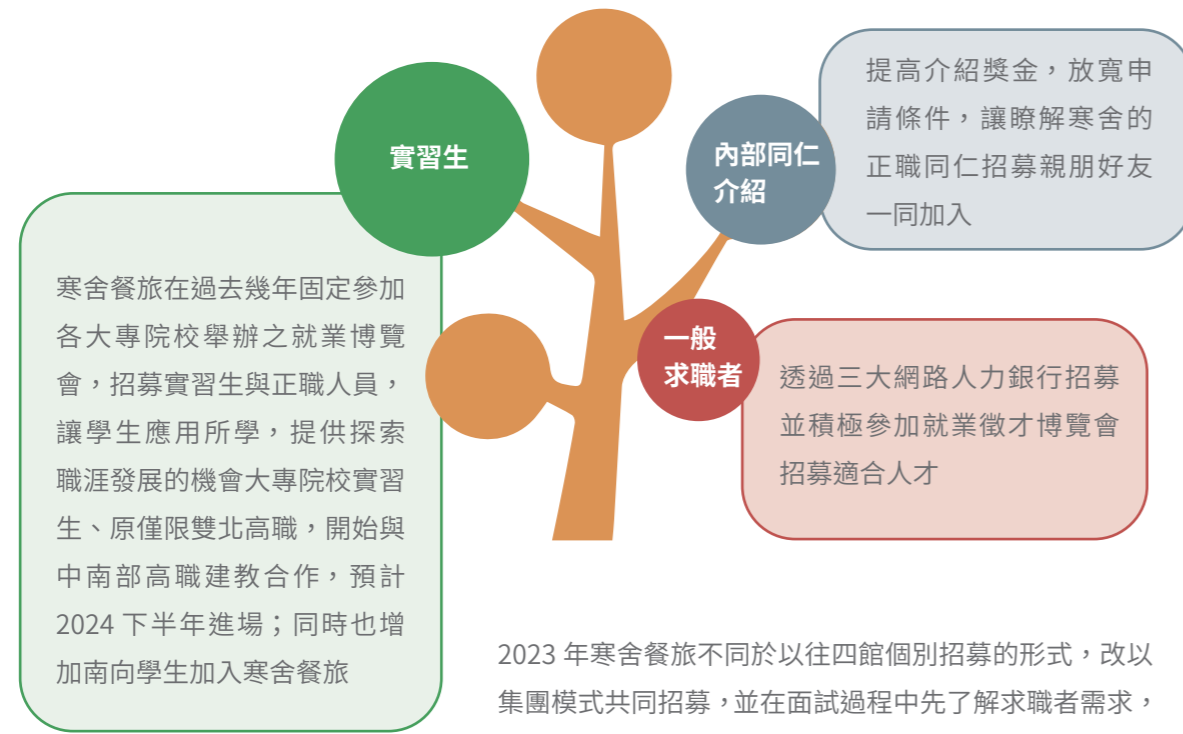 實習生
寒舍餐旅在過去幾年固定參加
各大專院校舉辦之就業博覽
會，招募實習生與正職人員，
讓學生應用所學，提供探索
職涯發展的機會大專院校實習
生、原僅限雙北高職，開始與
中南部高職建教合作，預計
2024 下半年進場；同時也增
加南向學生加入寒舍餐旅
內部同仁
介紹
提高介紹獎金，放寬申
請條件，讓瞭解寒舍的
正職同仁招募親朋好友
一同加入
一般
求職者
透過三大網路人力銀行招募
並積極參加就業徵才博覽會
招募適合人才
2023 年寒舍餐旅不同於以往四館個別招募的形式，改以
集團模式共同招募，並在面試過程中先了解求職者需求，